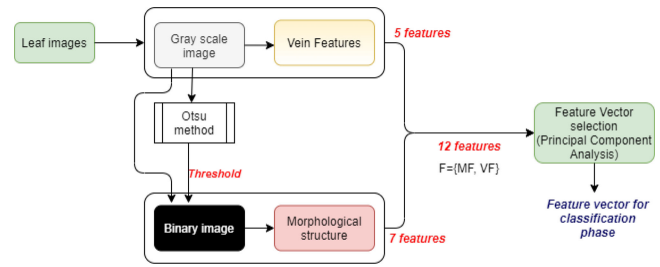 Leaf images
Gray scale
image
Vein Features
5 features
Otsu
method
Threshold
Binary image
Morphological
structure
7 features
12 features
F={MF, VF}
Feature Vector
selection
(Principal Component
Analysis)
Feature vector for
classification
phase